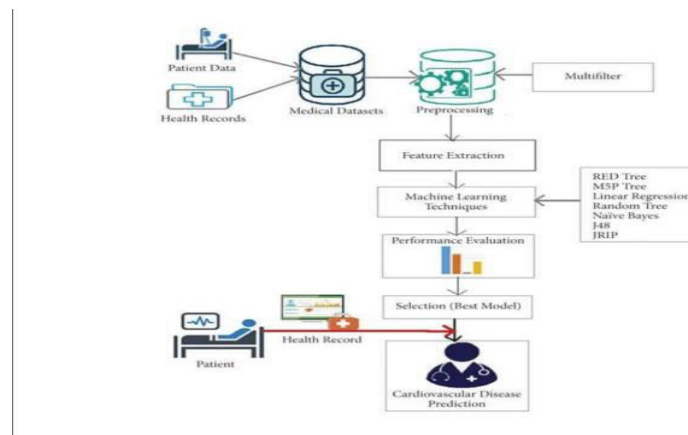 Patient Data
Health Records
Medical Datasets
Preprocessing
Multifilter
Feature Extraction
Machine Learning
Techniques
RED Tree
M5P Tree
Linear Regression
Random Tree
Naïve Bayes
J48
JRIP
Performance Evaluation
Selection (Best Model)
Health Record
Patient
Cardiovascular Disease
Prediction